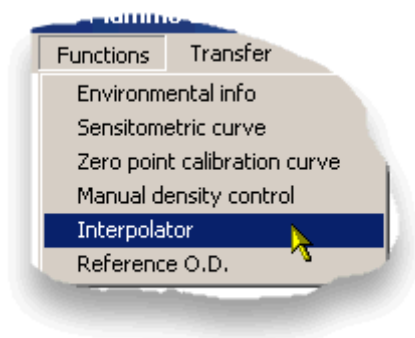 Functions Transfer
Environmental info
Sensitometric curve
Zero point calibration curve
Manual density control
Interpolator
Reference O.D.